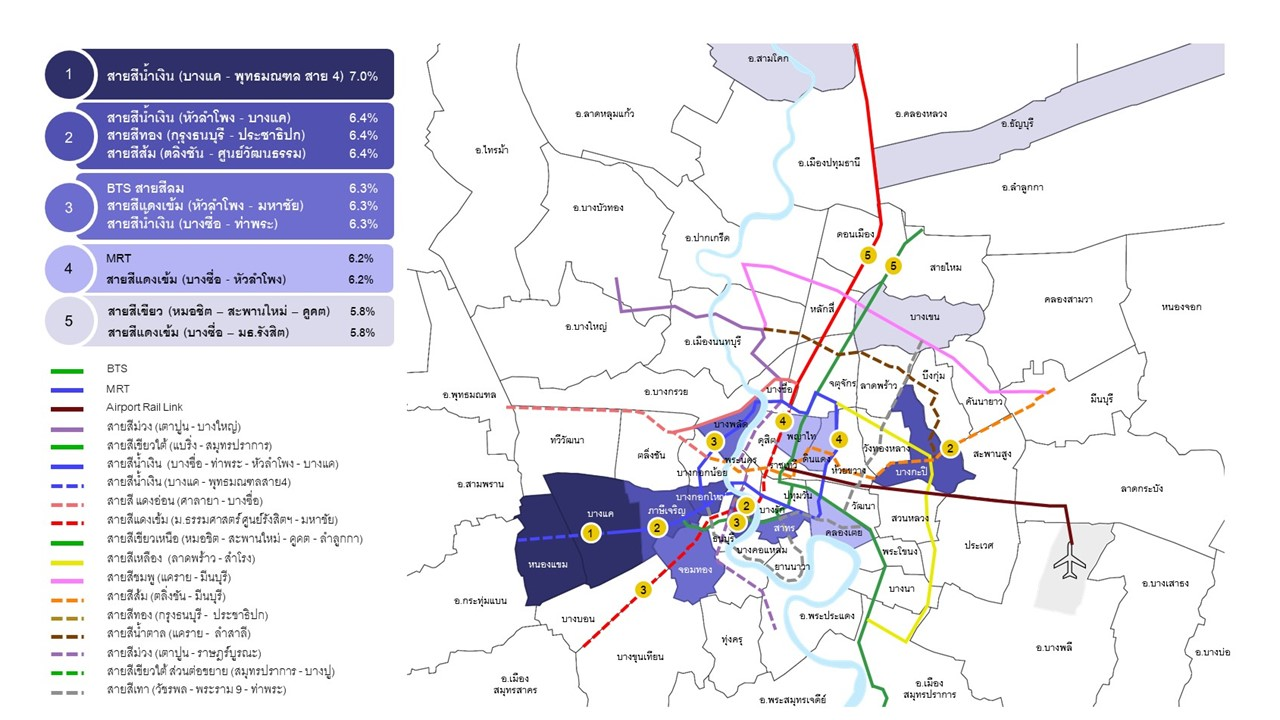 1
สายสีน้ำเงิน (บางแค - พุทธมณฑล สาย 4) 7.0%
2
สายสีน้ำเงิน (หัวลำโพง - บางแค) 6.4%
สายสีทอง (กรุงธนบุรี - ประชาธิปก) 6.4%
สายสีส้ม (ตลิ่งชัน - ศูนย์วัฒนธรรม) 6.4%
3
BTS สายสีลม 6.3%
สายสีแดงเข้ม (หัวลำโพง - มหาชัย) 6.3%
สายสีน้ำเงิน (บางซื่อ - ท่าพระ) 6.3%
4
MRT 6.2%
สายสีแดงเข้ม (บางซื่อ - หัวลำโพง) 6.2%
5
สายสีเขียว (หมอชิต – สะพานใหม่ – คูคต) 5.8%
สายสีแดงเข้ม (บางซื่อ – มธ.รังสิต) 5.8%
BTS
MRT
Airport Rail Link
สายสีม่วง (เตาปูน - บางใหญ่)
สายสีเขียวใต้ (แบริ่ง - สมุทรปราการ)
สายสีน้ำเงิน (บางซื่อ - ท่าพระ - หัวลำโพง - บางแค)
สายสีน้ำเงิน (บางแค - พุทธมณฑลสาย4)
สายสี แดงอ่อน (ศาลายา - บางซื่อ)
สายสีแดงเข้ม (ม.ธรรมศาสตร์ศูนย์รังสิตฯ - มหาชัย)
สายสีเขียวเหนือ (หมอชิต - สะพานใหม่ - คูคต - ลำลูกกา)
สายสีเหลือง (ลาดพร้าว - สำโรง)
สายสีชมพู (แคราย - มีนบุรี)
สายสีส้ม (ตลิ่งชัน - มีนบุรี)
สายสีทอง (กรุงธนบุรี - ประชาธิปก)
สายสีน้ำตาล (แคราย - ลำสาลี)
สายสีม่วง (เตาปูน - ราษฎร์บูรณะ)
สายสีเขียวใต้ ส่วนต่อขยาย (สมุทรปราการ - บางปู)
สายสีเทา (วัชรพล - พระราม 9 - ท่าพระ)
อ.สามโคก
อ.ลาดหลุมแก้ว
อ.คลองหลวง
อ.ธัญบุรี
อ.ไทรม้า
อ.เมืองปทุมธานี
อ.ลำลูกกา
อ.บางบัวทอง
อ.ปากเกร็ด
ดอนเมือง
5
5
สายไหม
คลองสามวา
หนองจอก
หลักสี่
บางเขน
อ.บางใหญ่
อ.เมืองนนทบุรี
อ.พุทธมณฑล
อ.บางกรวย
บางซื่อ
จตุจักร
ลาดพร้าว
บึงกุ่ม
คันนายาว
มีนบุรี
ทวีวัฒนา
ตลิ่งชัน
บางพลัด
3
4
ดุสิต
พญาไท
4
วังทองหลาง
2
สะพานสูง
พระนคร
ราชเทวี
ดินแดง
ห้วยขวาง
บางกะปิ
บางกอกน้อย
อ.สามพราน
ลาดกระบัง
บางแค
1
ภาษีเจริญ
2
บางกอกใหญ่
2
3
บางรัก
ปทุมวัน
วัฒนา
สวนหลวง
สาทร
คลองเตย
ธนบุรี
บางคอแหลม
ยานนาวา
พระโขนง
ประเวศ
หนองแขม
จอมทอง
3
บางนา
อ.บางเสาธง
อ.กระทุ่มแบน
บางบอน
อ.พระประแดง
ทุ่งครุ
บางขุนเทียน
อ.บางพลี
อ.บางบ่อ
อ.เมือง
สมุทรสาคร
อ.เมือง
สมุทรปราการ
อ.พระสมุทรเจดีย์